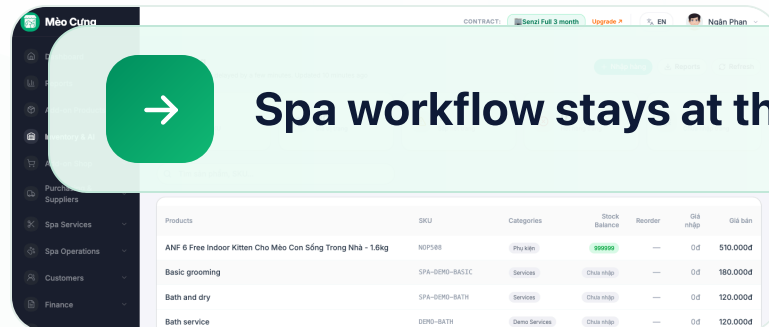 Mèo Cưng
CONTRACT: Senzi Full 3 month Upgrade EN Ngân Phan
Spa workflow stays at th
Suppliers
Spa Services
Spa Operations
Customers
Finance
Products SKU Categories Stock Balance Reorder Giá nhập Giá bán
ANF 6 Free Indoor Kitten Cho Mèo Con Sống Trong Nhà - 1.6kg NOP508 Phụ kiện 999999 — 0đ 510.000đ
Basic grooming SPA-DEMO-BASIC Services Chưa nhập — 0đ 180.000đ
Bath and dry SPA-DEMO-BATH Services Chưa nhập — 0đ 120.000đ
Bath service DEMO-BATH Demo Services Chưa nhập — 0đ 120.000đ